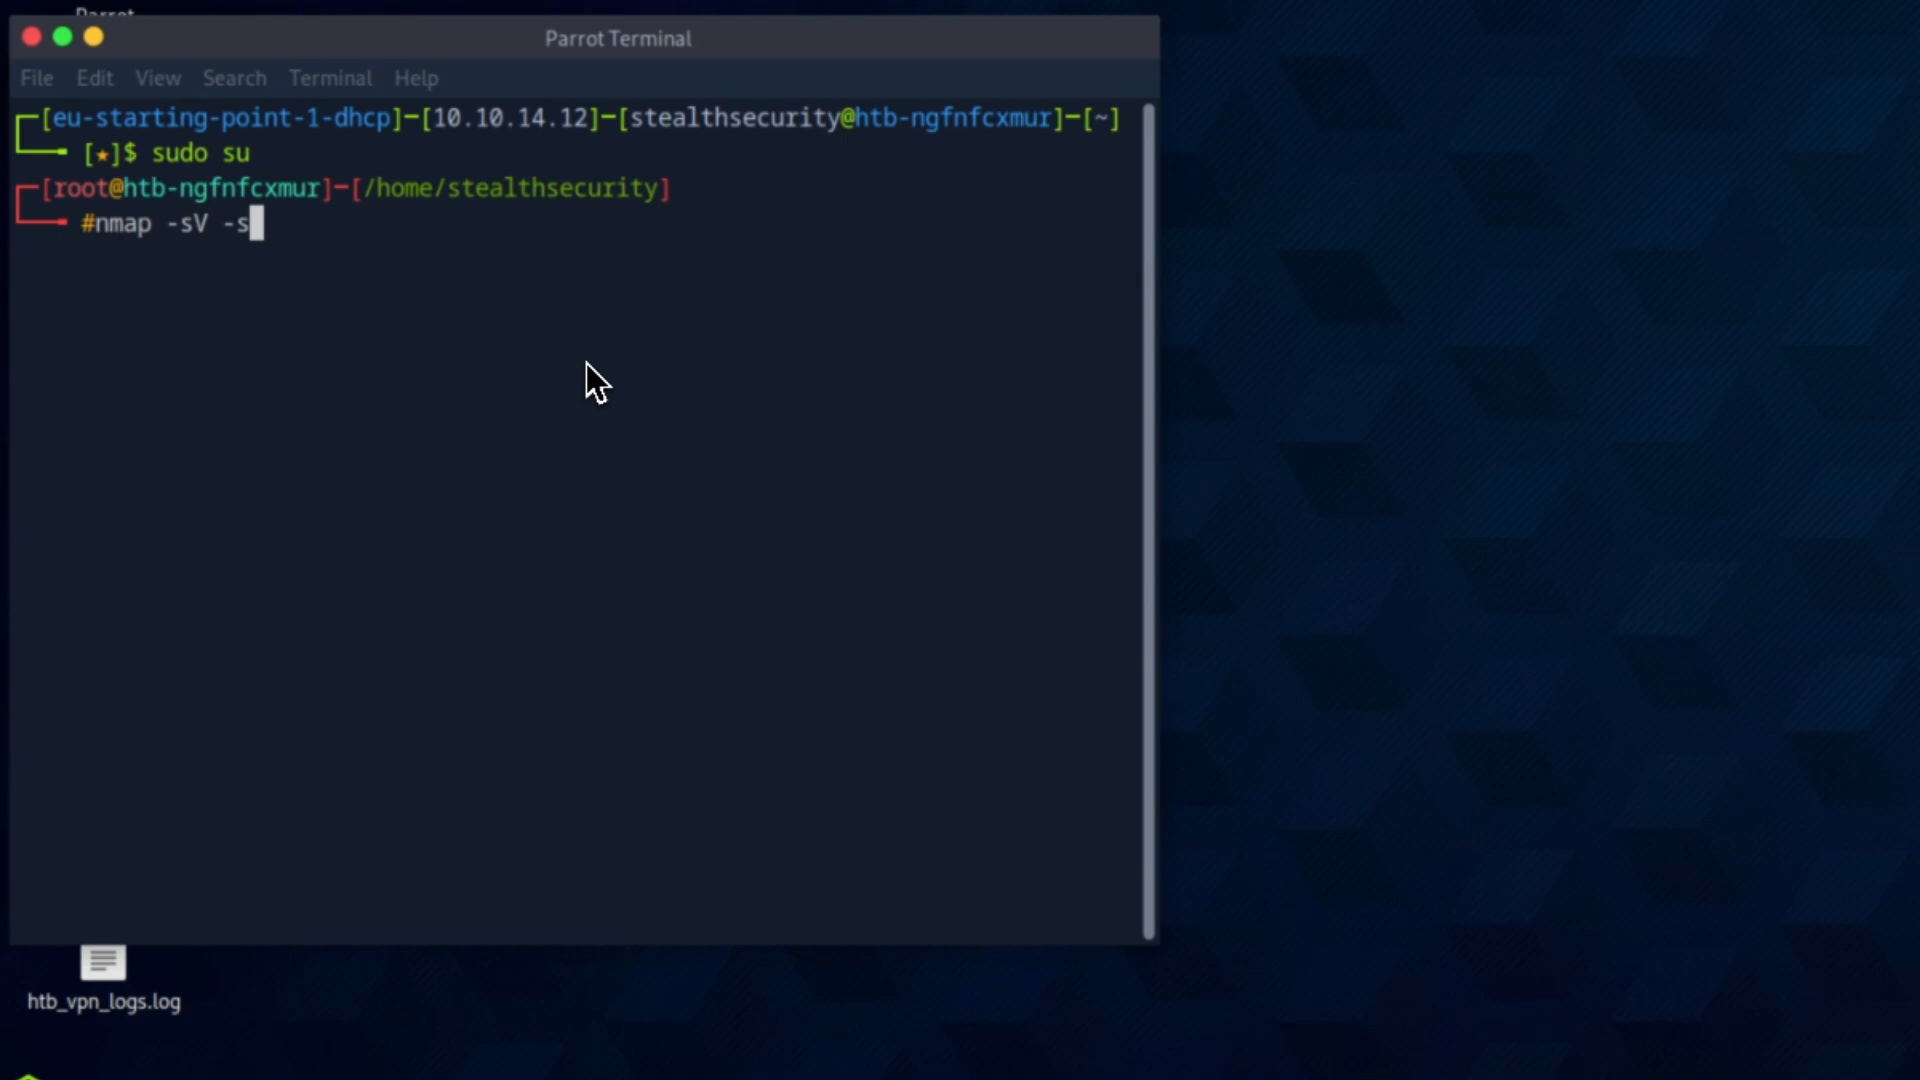 Parrot
Parrot Terminal
File Edit View Search Terminal Help
[eu-starting-point-1-dhcp]-[10.10.14.12]-[stealthsecurity@htb-ngfnfcxmur]-[~]
[★]$ sudo su
[root@htb-ngfnfcxmur]-[/home/stealthsecurity]
#nmap -sV -s
htb_vpn_logs.log